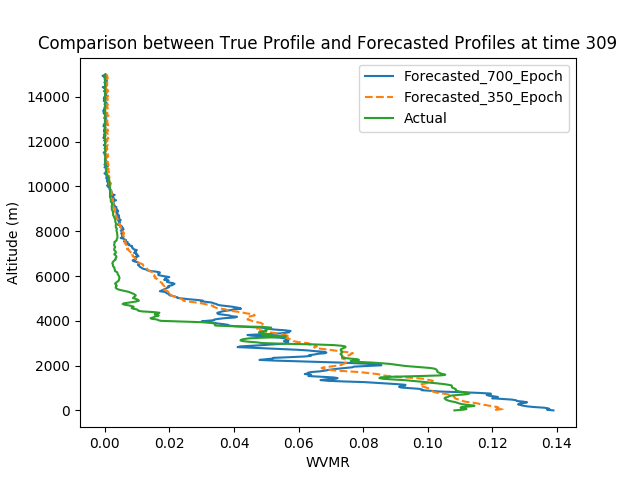 Comparison between True Profile and Forecasted Profiles at time 309
Forecasted_700_Epoch
Forecasted_350_Epoch
Actual
14000
12000
10000
8000
6000
4000
2000
0
Altitude (m)
0.00 0.02 0.04 0.06 0.08 0.10 0.12 0.14
WVMR